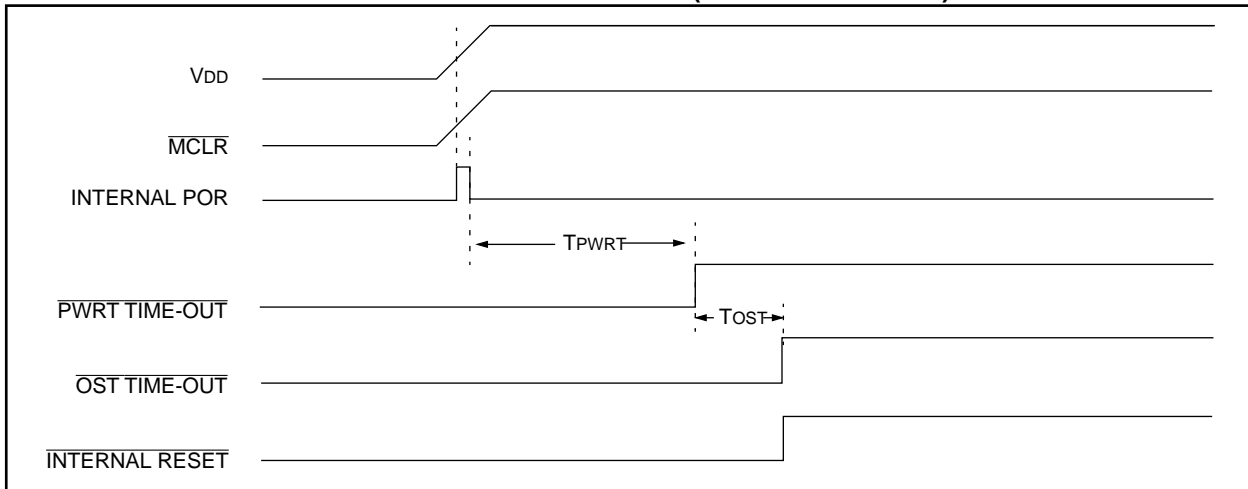 VDD
MCLR
INTERNAL POR
TPWRT
PWRT TIME-OUT
TOST
OST TIME-OUT
INTERNAL RESET